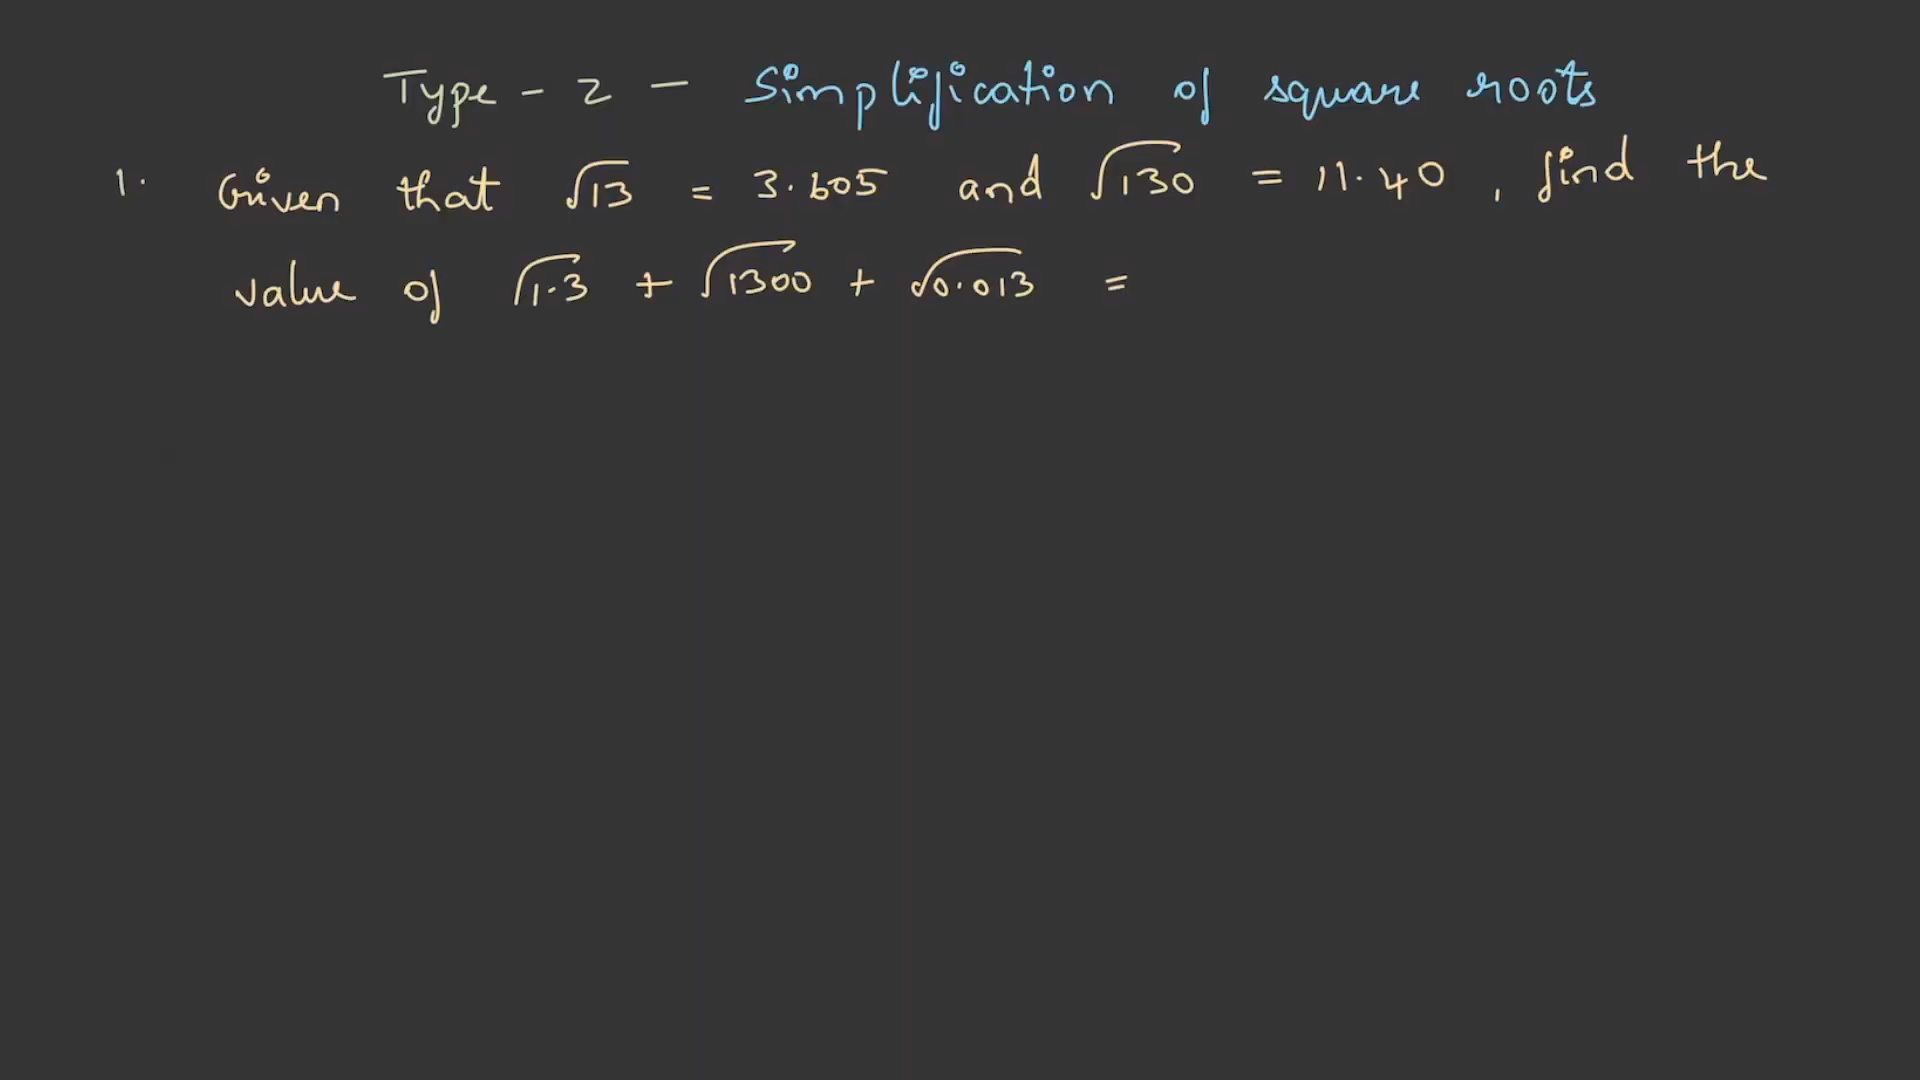 Type - 2 - Simplification of square roots
1. Given that √13 = 3.605 and √130 = 11.40, find the
value of √1.3 + √1300 + √0.013 =